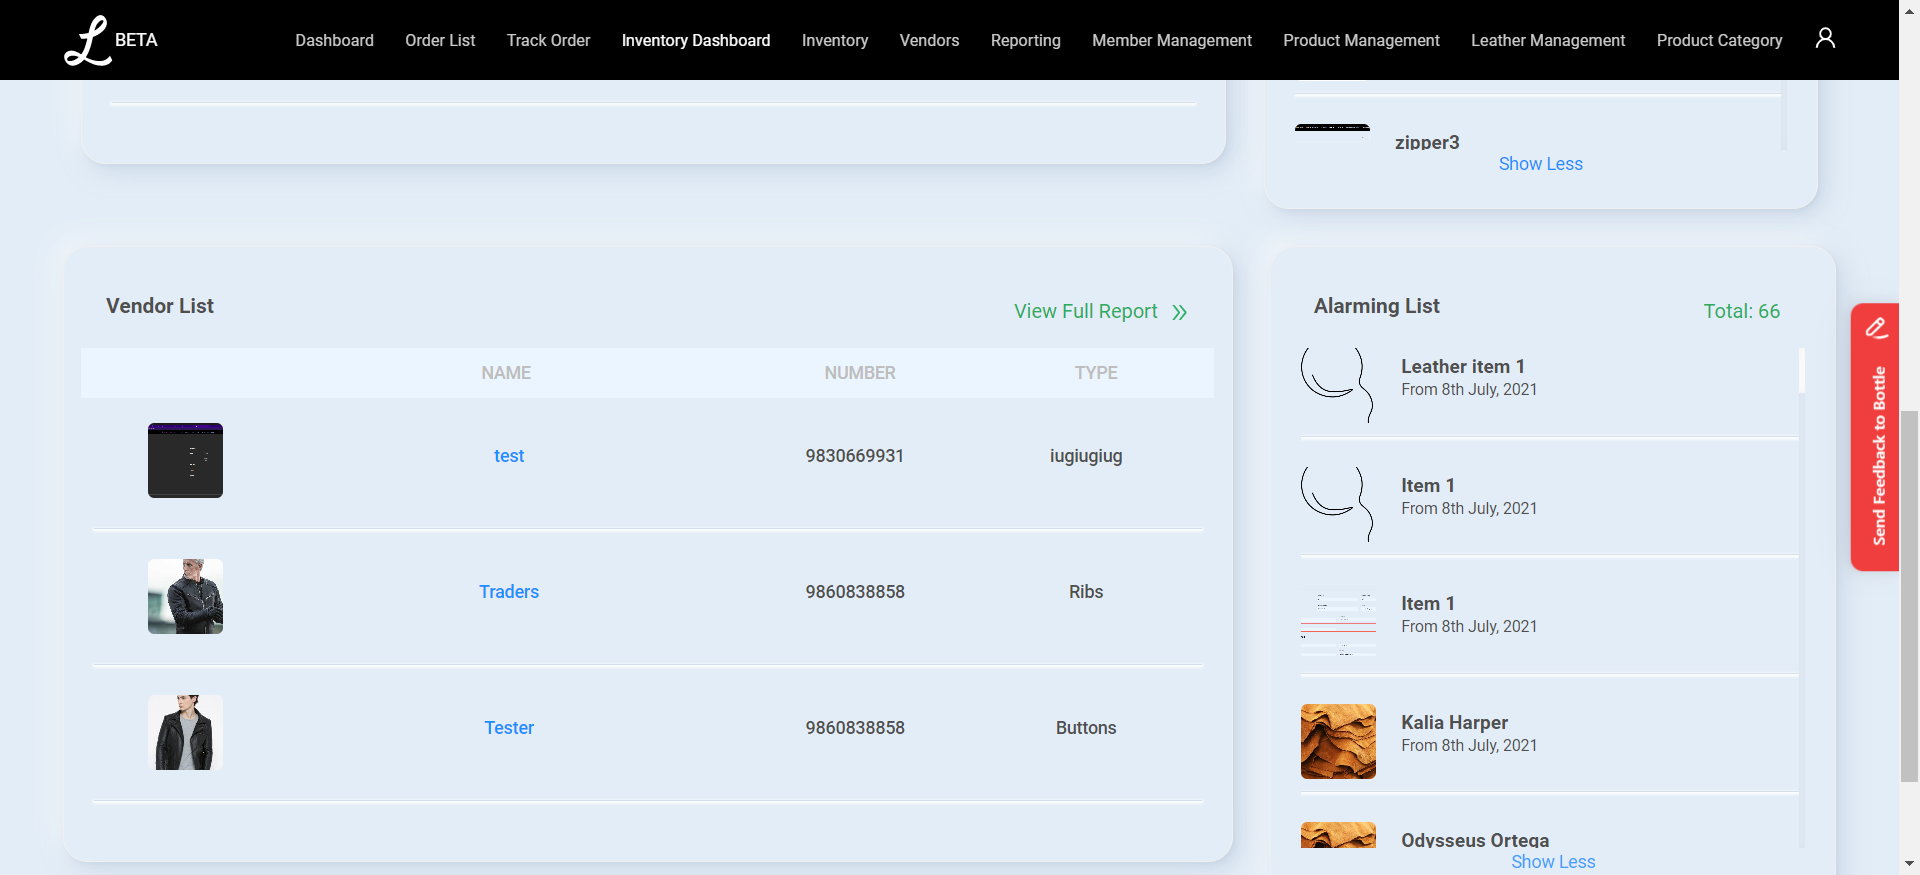 L BETA Dashboard Order List Track Order Inventory Dashboard Inventory Vendors Reporting Member Management Product Management Leather Management Product Category
zipper3
Show Less
Vendor List
View Full Report
NAME NUMBER TYPE
test 9830669931 iugiugiug
Traders 9860838858 Ribs
Tester 9860838858 Buttons
Alarming List
Total: 66
Leather item 1
From 8th July, 2021
Item 1
From 8th July, 2021
Item 1
From 8th July, 2021
Kalia Harper
From 8th July, 2021
Odysseus Ortega
Show Less
Send Feedback to Bottle